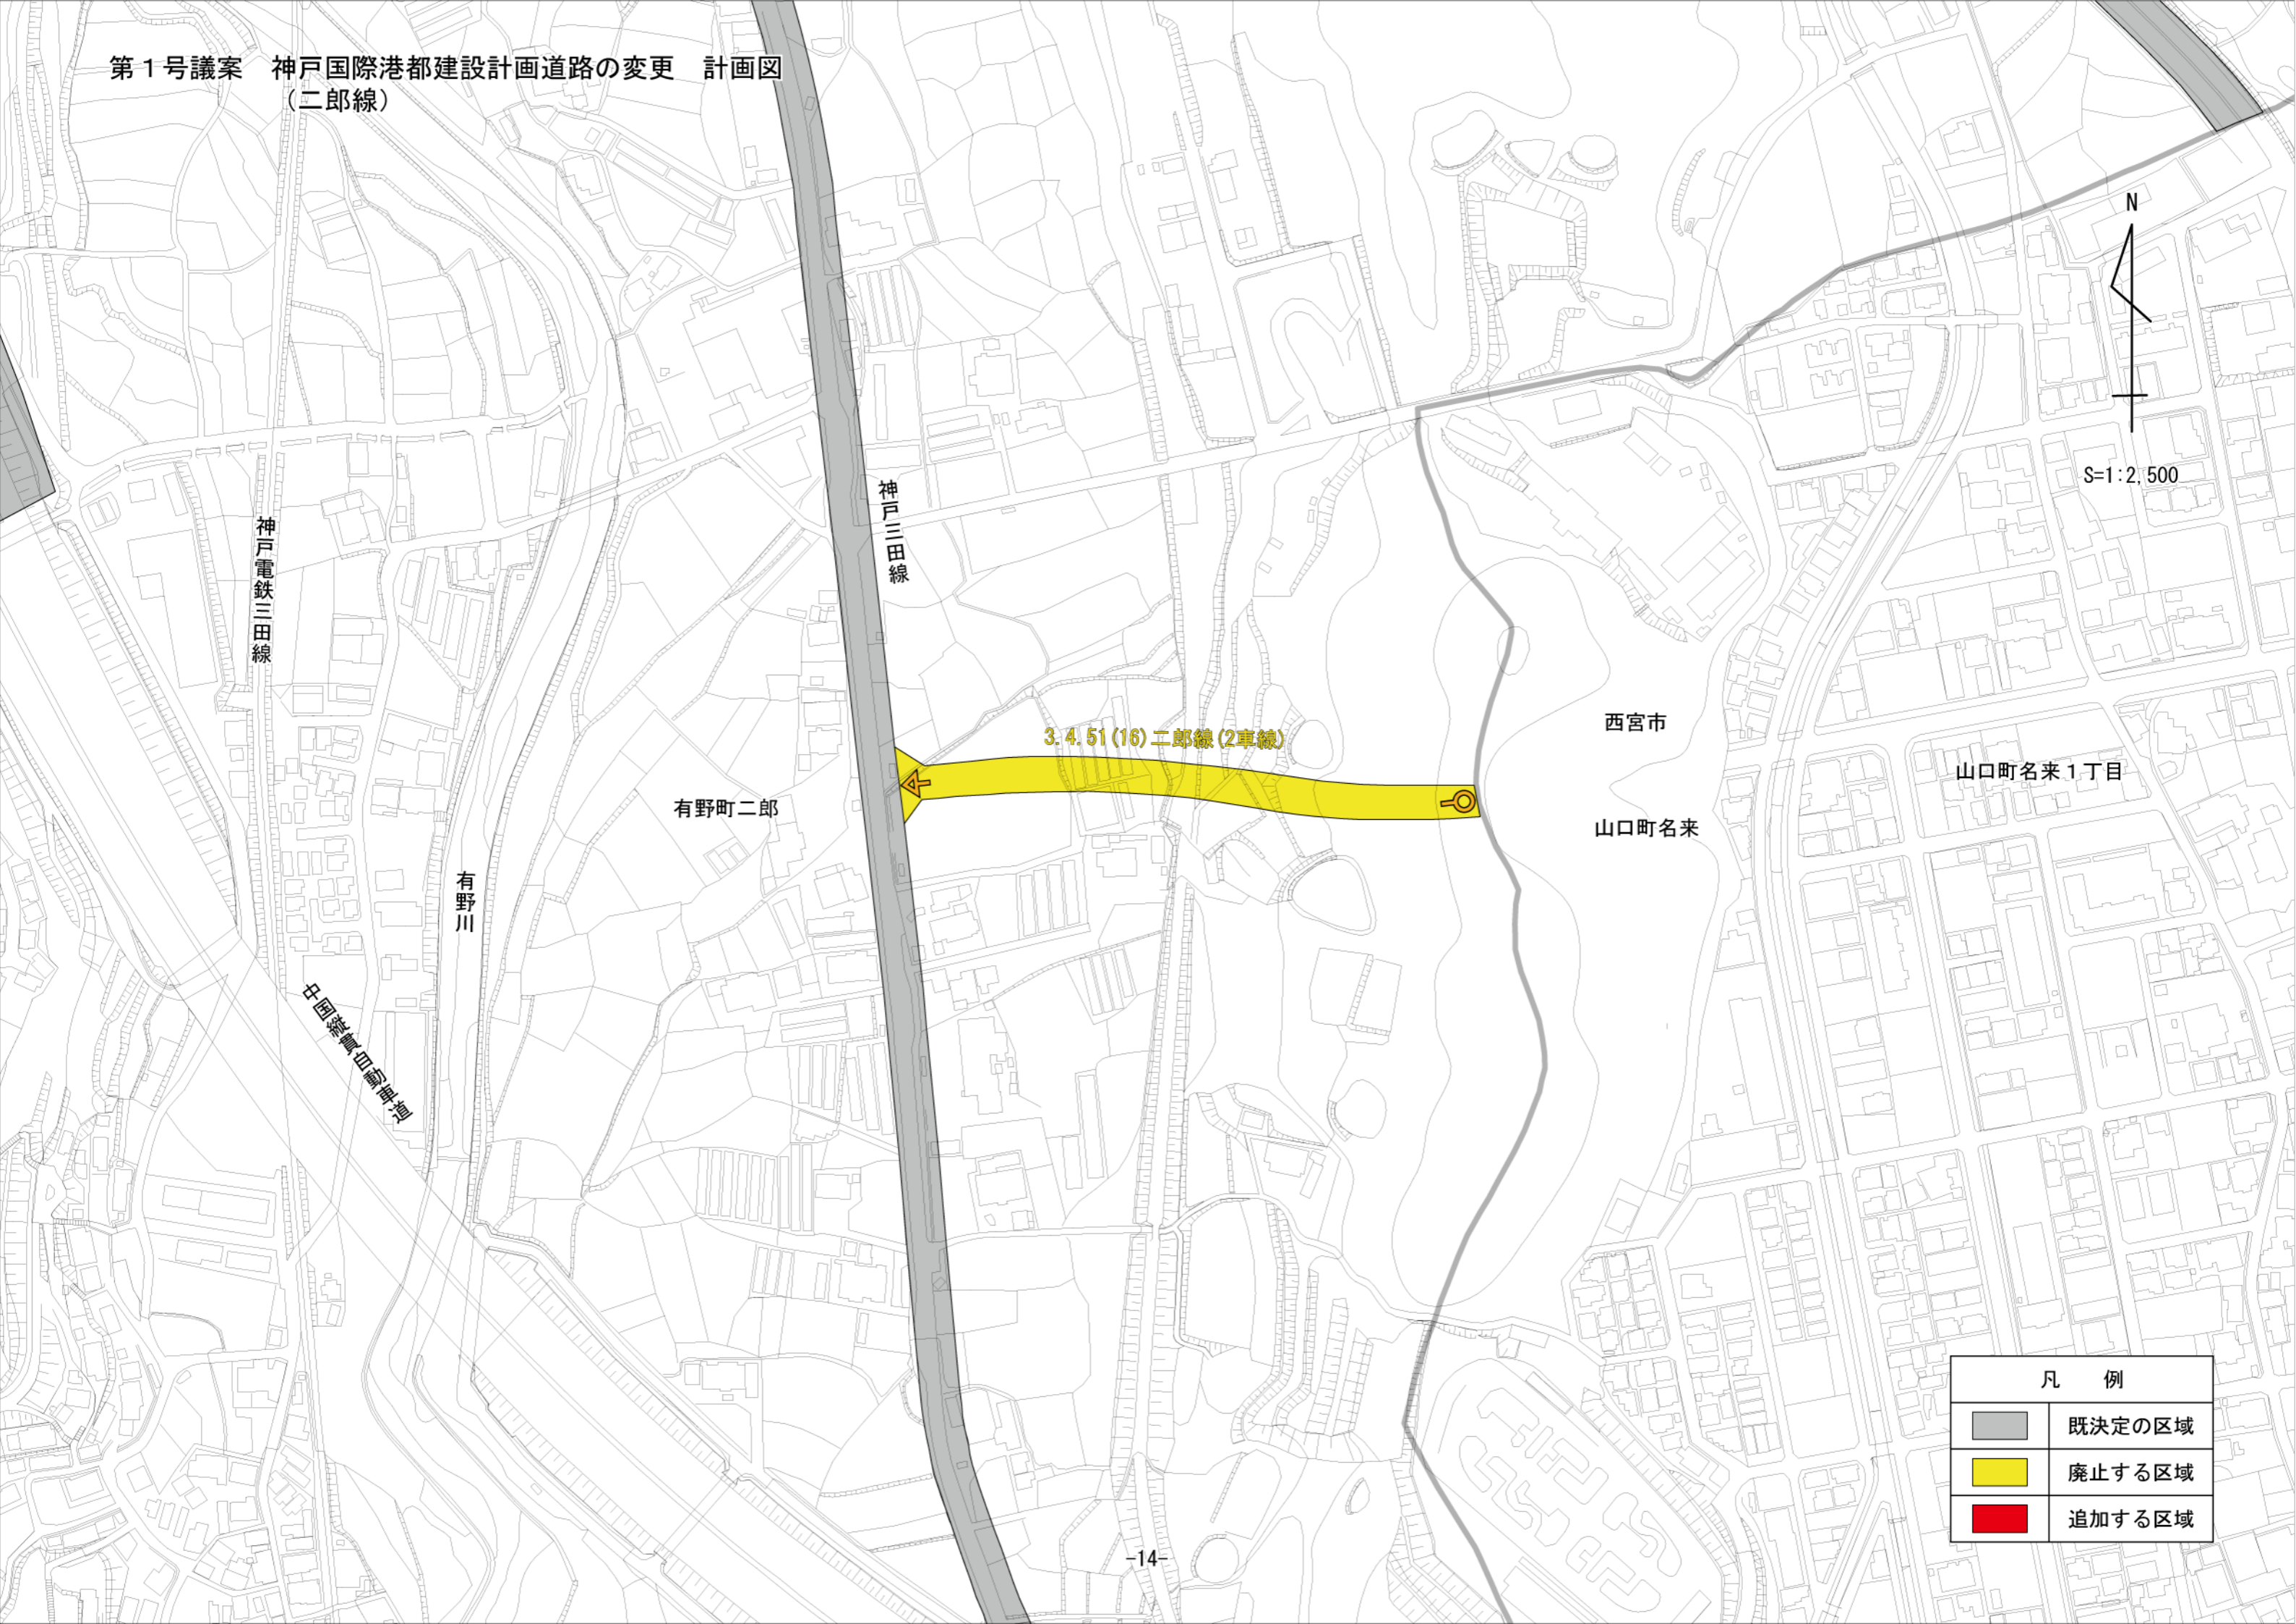 第1号議案　神戸国際港都建設計画道路の変更　計画図
（二郎線）
N
S=1:2,500
神戸三田線
神戸電鉄三田線
3.4.51(16)二郎線(2車線)
西宮市
山口町名来1丁目
有野町二郎
山口町名来
有野川
中国縦貫自動車道
凡　例
既決定の区域
廃止する区域
追加する区域
-14-